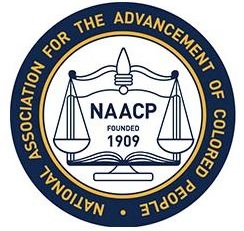 NATIONAL ASSOCIATION FOR THE ADVANCEMENT OF COLORED PEOPLE
NAACP
FOUNDED
1909